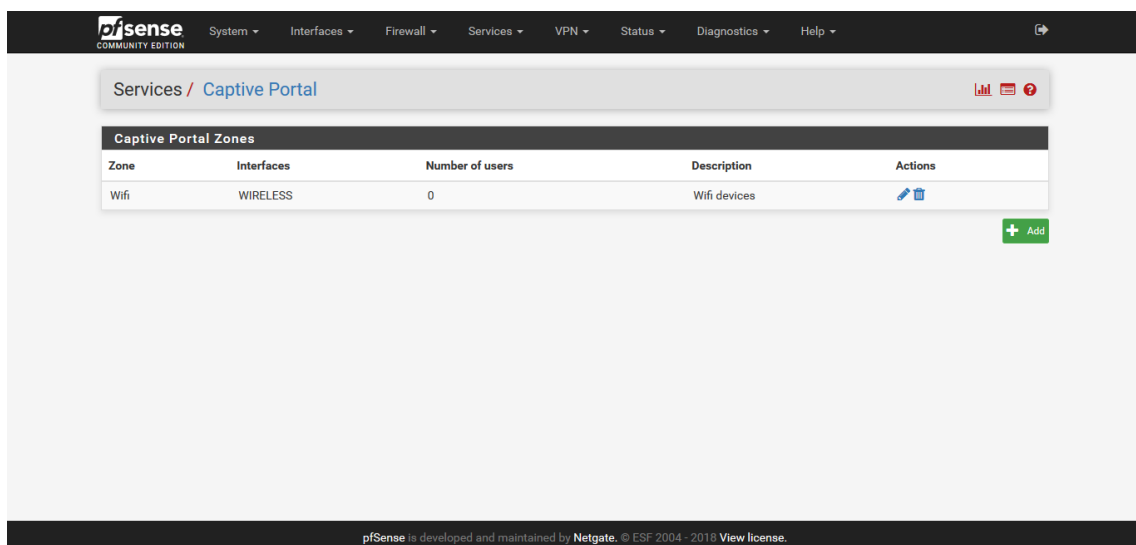 pfsense System Interfaces Firewall Services VPN Status Diagnostics Help
COMMUNITY EDITION
Services / Captive Portal
Captive Portal Zones
Zone Interfaces Number of users Description Actions
Wifi WIRELESS 0 Wifi devices
Add
pfSense is developed and maintained by Netgate. © ESF 2004 - 2018 View license.